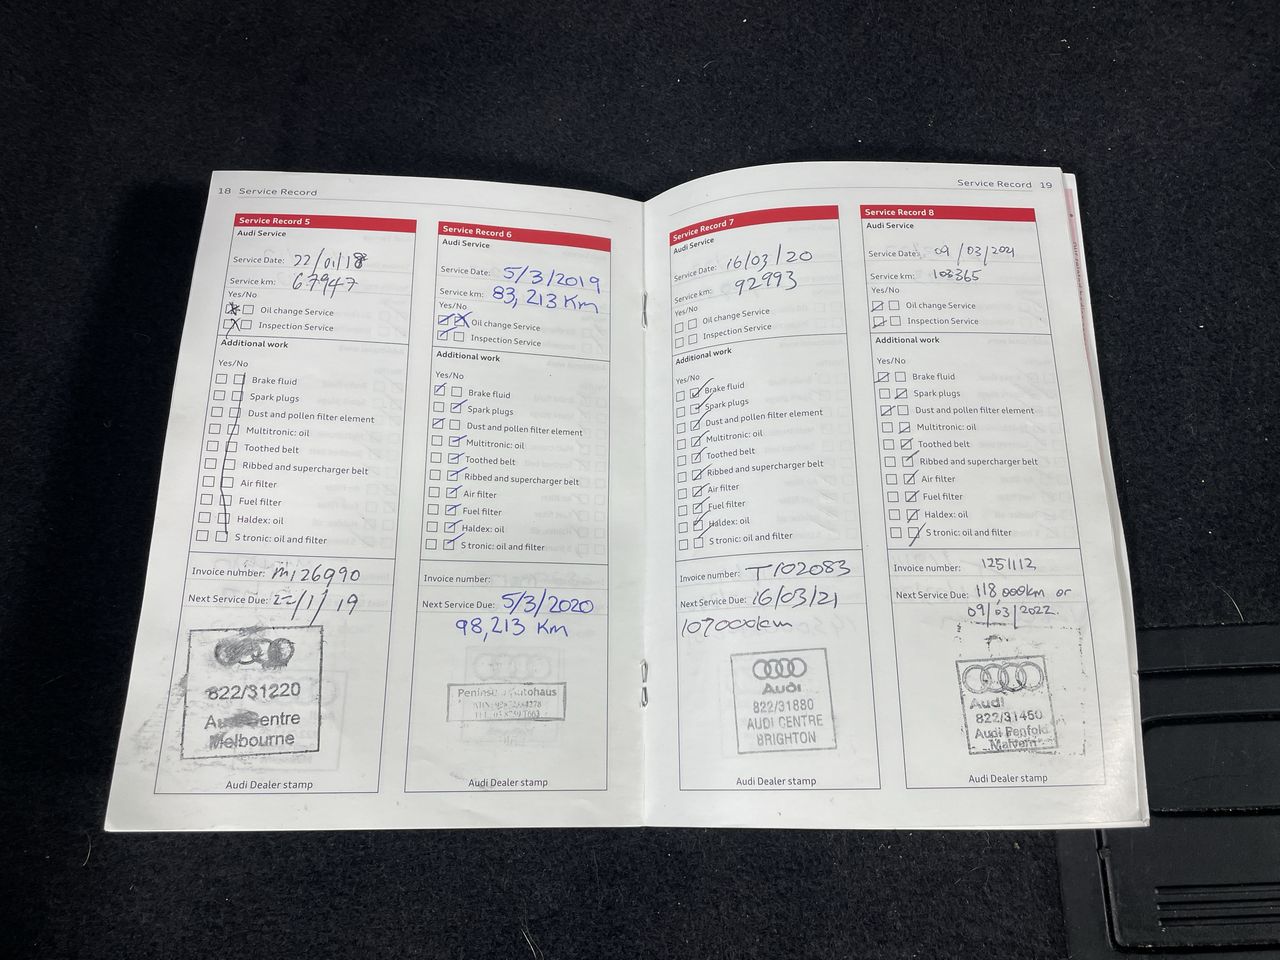 18 Service Record
Service Record 5
Audi Service
Service Date: 22/01/18
Service km: 67947
Yes/No
Oil change Service
Inspection Service
Additional work
Yes/No
Brake fluid
Spark plugs
Dust and pollen filter element
Multitronic: oil
Toothed belt
Ribbed and supercharger belt
Air filter
Fuel filter
Haldex: oil
S tronic: oil and filter
Invoice number: M126990
Next Service Due: 22/1/19
822/31220
Audi Centre
Melbourne
Audi Dealer stamp
Service Record 6
Audi Service
Service Date: 5/3/2019
Service km: 83,213 Km
Yes/No
Oil change Service
Inspection Service
Additional work
Yes/No
Brake fluid
Spark plugs
Dust and pollen filter element
Multitronic: oil
Toothed belt
Ribbed and supercharger belt
Air filter
Fuel filter
Haldex: oil
S tronic: oil and filter
Invoice number:
Next Service Due: 5/3/2020
98,213 Km
Peninsula Autohaus
Audi Dealer stamp
Service Record 19
Service Record 7
Audi Service
Service Date: 16/03/20
Service km: 92993
Yes/No
Oil change Service
Inspection Service
Additional work
Yes/No
Brake fluid
Spark plugs
Dust and pollen filter element
Multitronic: oil
Toothed belt
Ribbed and supercharger belt
Air filter
Fuel filter
Haldex: oil
S tronic: oil and filter
Invoice number: T102083
Next Service Due: 16/03/21
107000km
Audi
822/31880
AUDI CENTRE
BRIGHTON
Audi Dealer stamp
Service Record 8
Audi Service
Service Date: 09/03/2021
Service km: 103365
Yes/No
Oil change Service
Inspection Service
Additional work
Yes/No
Brake fluid
Spark plugs
Dust and pollen filter element
Multitronic: oil
Toothed belt
Ribbed and supercharger belt
Air filter
Fuel filter
Haldex: oil
S tronic: oil and filter
Invoice number: 1251112
Next Service Due: 118,000km or
09/03/2022.
Audi
822/31450
Audi Penfold
Malvern
Audi Dealer stamp